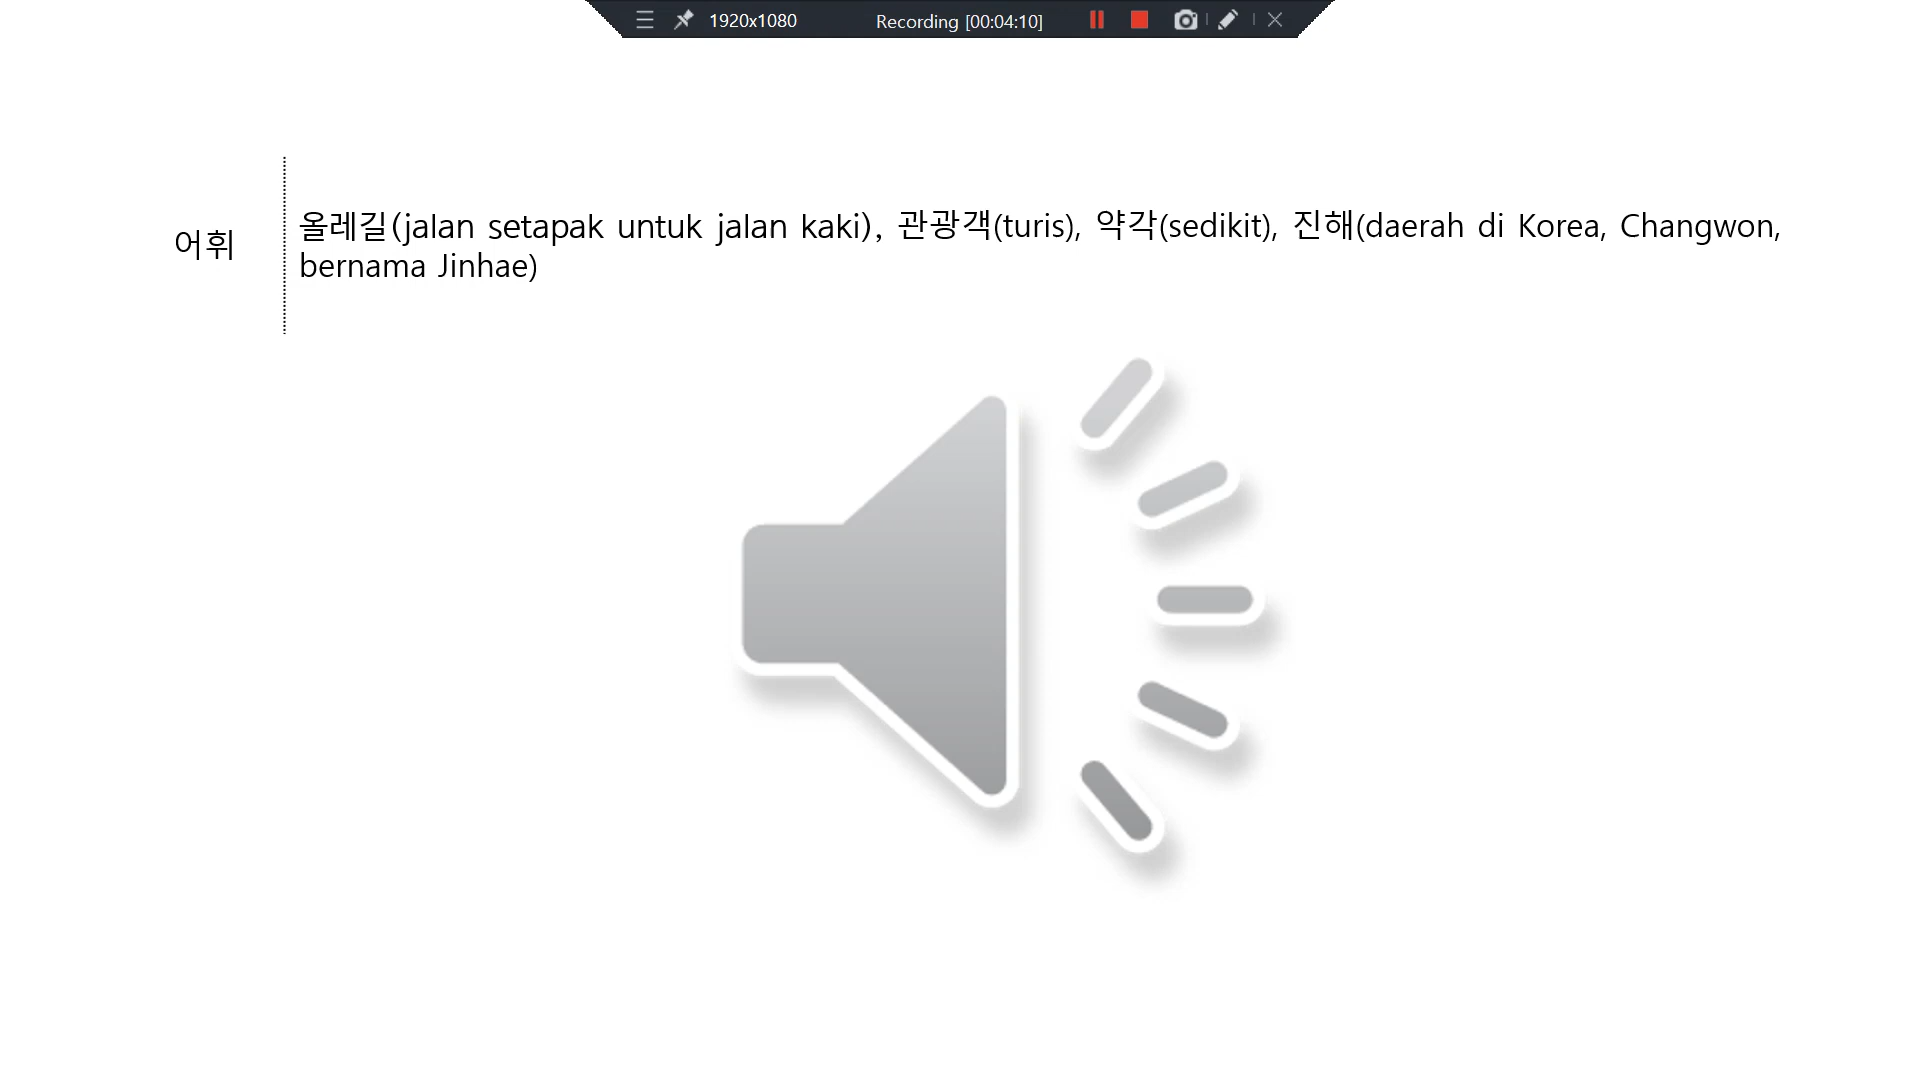 1920x1080 Recording [00:04:10]
어휘
올레길(jalan setapak untuk jalan kaki), 관광객(turis), 약각(sedikit), 진해(daerah di Korea, Changwon,
bernama Jinhae)